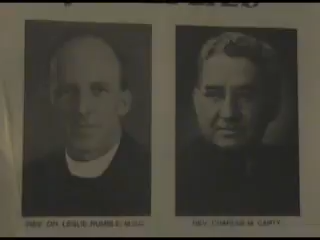 REV. DR. LESLIE RUMBLE, M.S.C.
REV. CHARLES M. CARTY